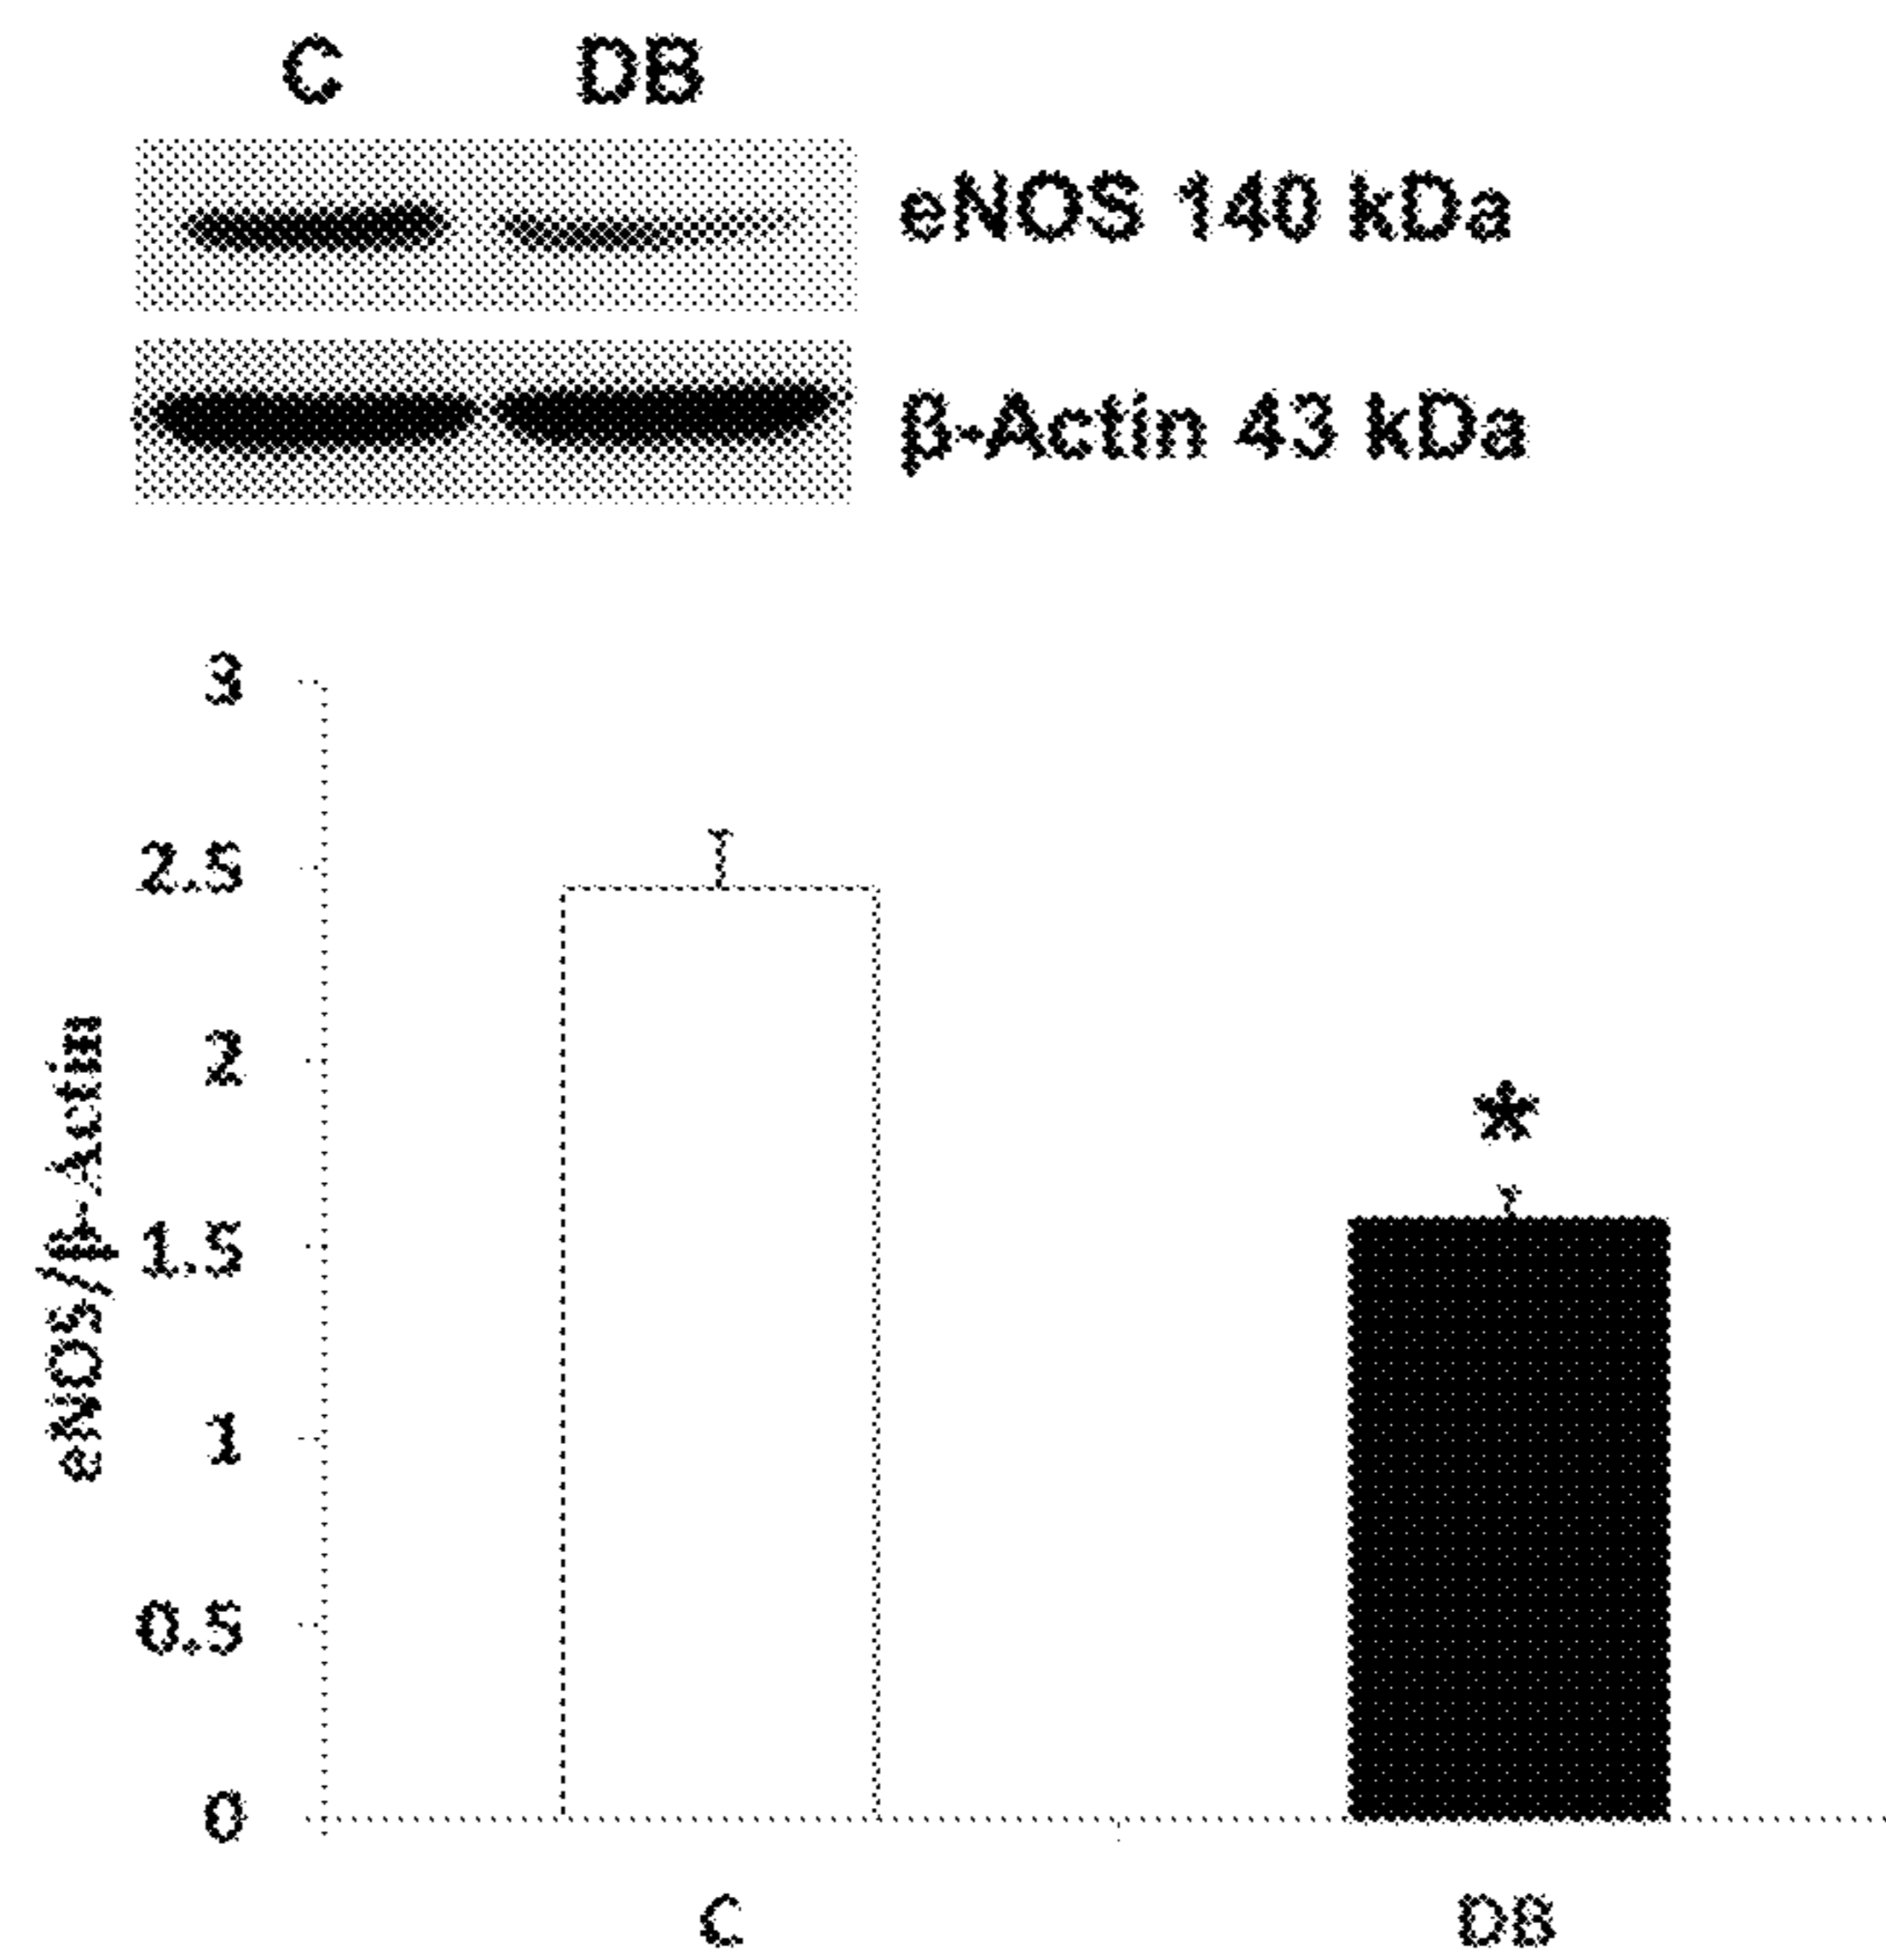 C DB
eNOS 140 kDa
β-Actin 43 kDa
3
2.5
2
1.5
1
0.5
0
eNOS/β-Actin
*
C DB